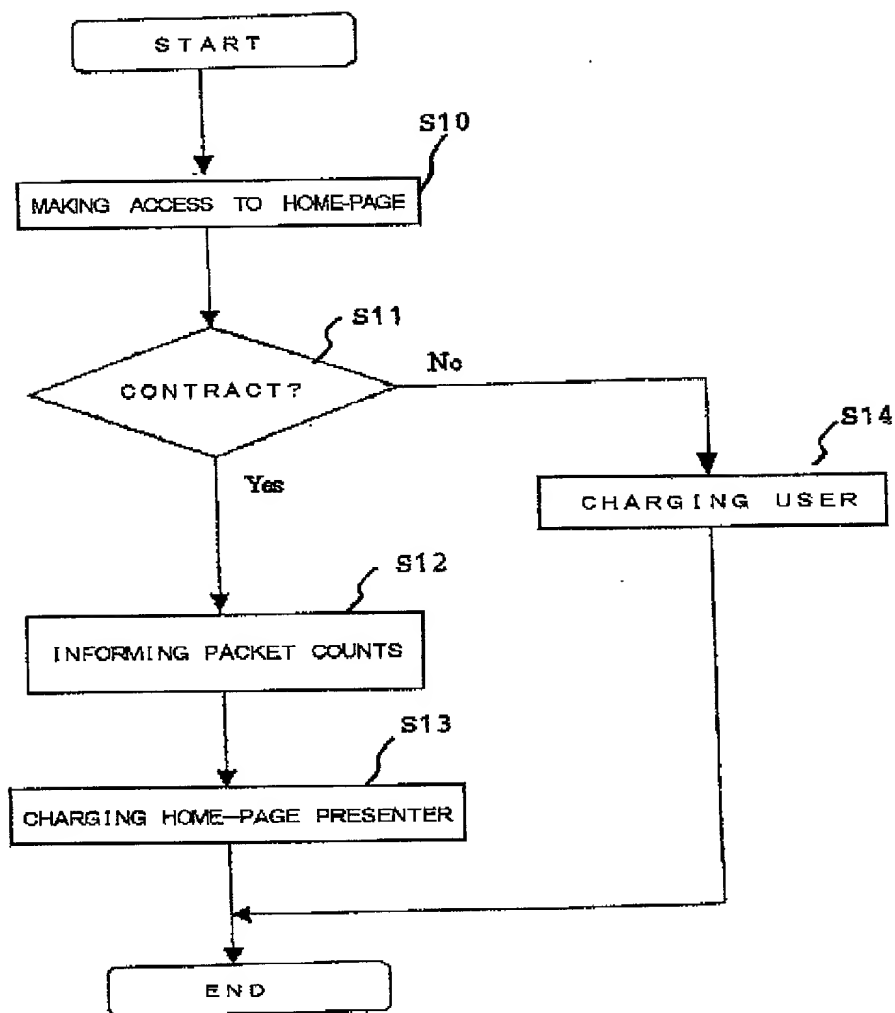 START
S10
MAKING ACCESS TO HOME-PAGE
S11
CONTRACT?
No
S14
Yes
CHARGING USER
S12
INFORMING PACKET COUNTS
S13
CHARGING HOME-PAGE PRESENTER
END